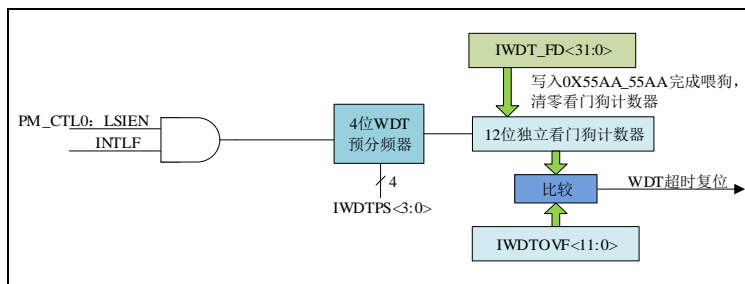 IWDT_FD<31:0>
写入0X55AA_55AA完成喂狗,
清零看门狗计数器
PM_CTL0: LSIEN
INTLF
4位WDT
预分频器
12位独立看门狗计数器
4
IWDTPS<3:0>
比较
WDT超时复位
IWDTOVF<11:0>